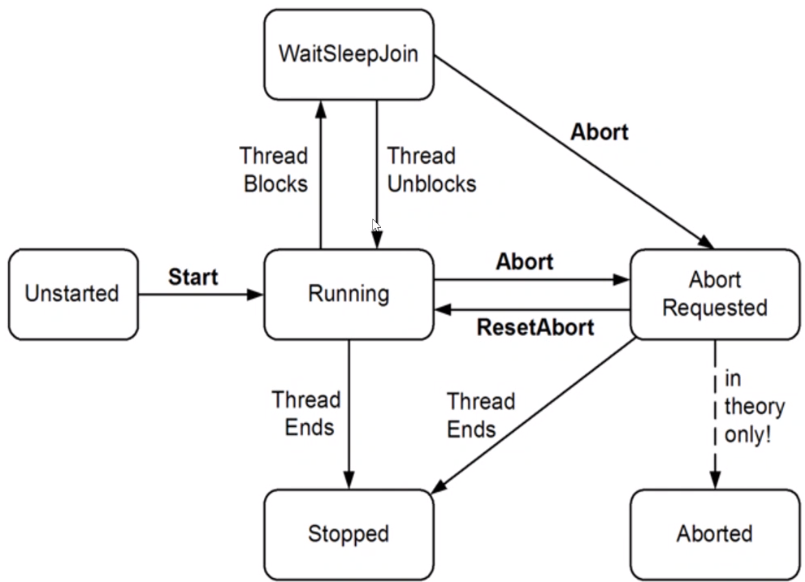 WaitSleepJoin
Abort
Thread
Blocks
Thread
Unblocks
Unstarted
Start
Running
Abort
ResetAbort
Abort
Requested
Thread
Ends
Thread
Ends
in
theory
only!
Stopped
Aborted